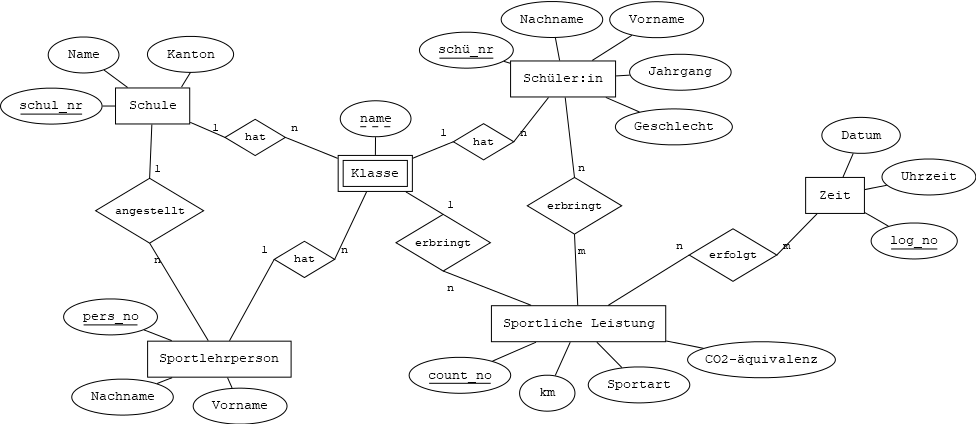 Nachname
Vorname
Name
Kanton
schü_nr
Jahrgang
Schüler:in
schul_nr
Schule
name
Geschlecht
1
hat
n
1
hat
n
Datum
Klasse
Uhrzeit
Zeit
1
n
angestellt
1
erbringt
erbringt
log_no
n
1
hat
n
m
n
erfolgt
m
n
pers_no
Sportliche Leistung
Sportlehrperson
CO2-äquivalenz
count_no
km
Sportart
Nachname
Vorname